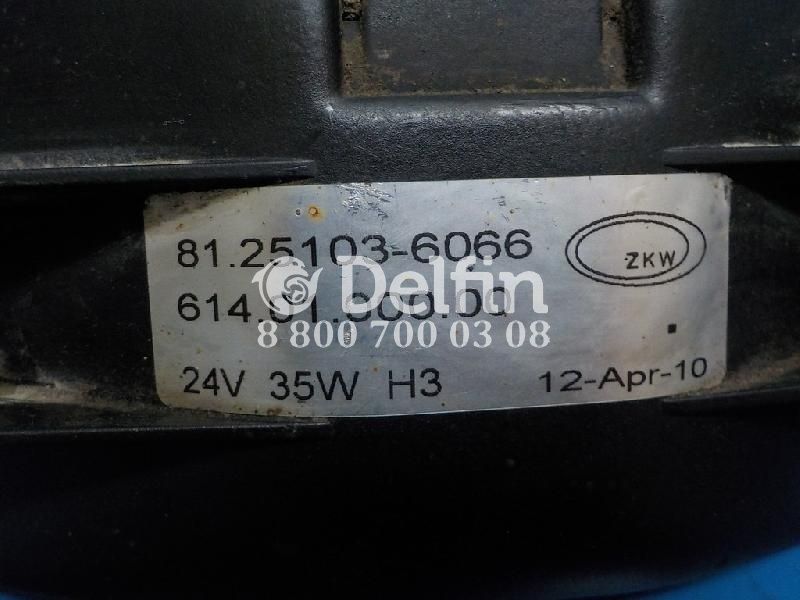 81.25103-6066
ZKW
Delfin
8 800 700 03 08
24V 35W H3
12-Apr-10